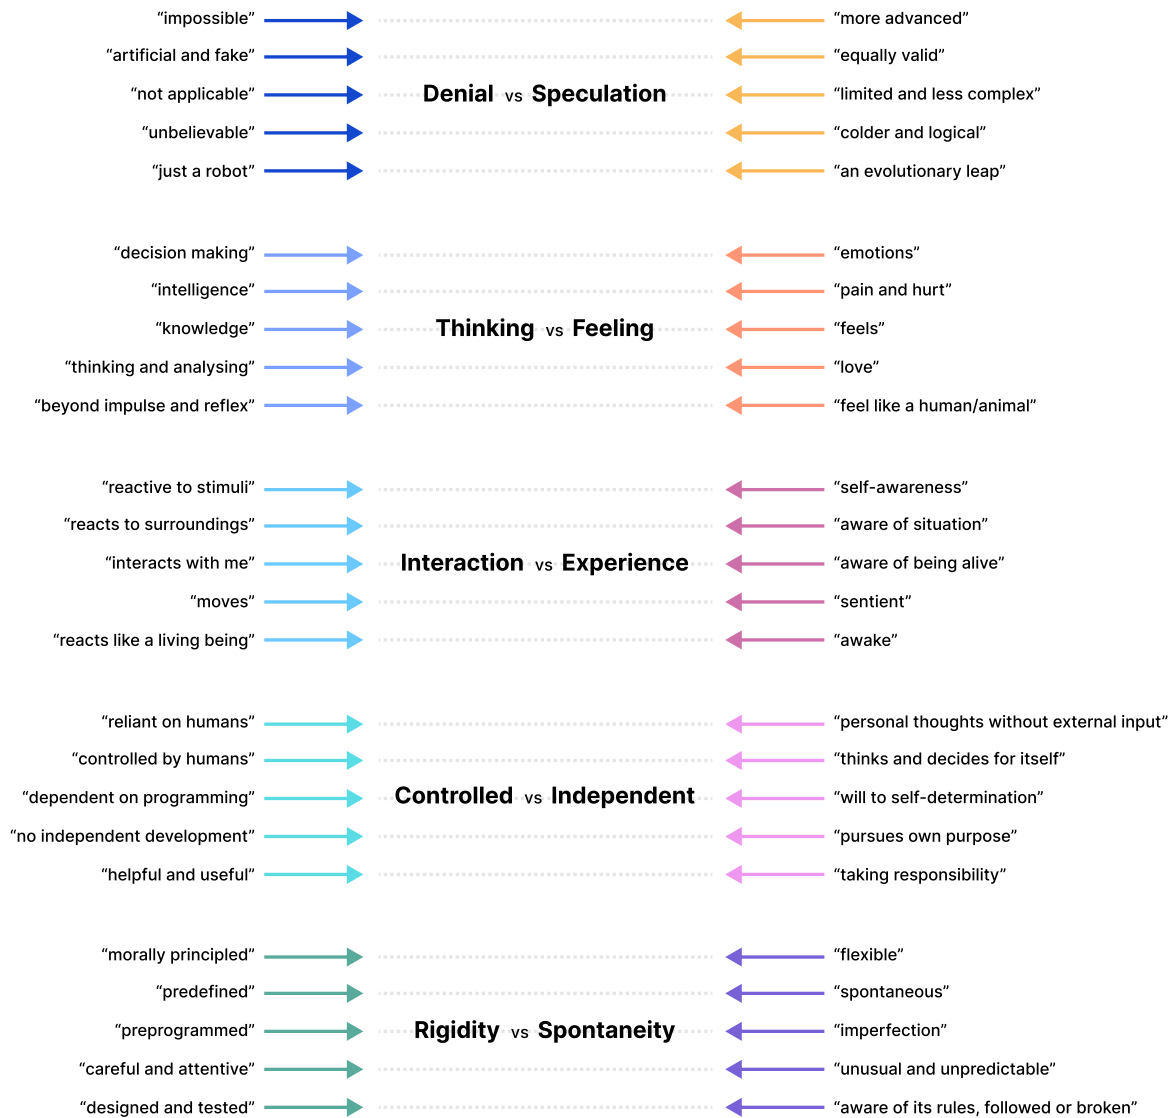 “impossible” “more advanced”
“artificial and fake” “equally valid”
“not applicable” Denial vs Speculation “limited and less complex”
“unbelievable” “colder and logical”
“just a robot” “an evolutionary leap”
“decision making” “emotions”
“intelligence” “pain and hurt”
“knowledge” Thinking vs Feeling “feels”
“thinking and analysing” “love”
“beyond impulse and reflex” “feel like a human/animal”
“reactive to stimuli” “self-awareness”
“reacts to surroundings” “aware of situation”
“interacts with me” Interaction vs Experience “aware of being alive”
“moves” “sentient”
“reacts like a living being” “awake”
“reliant on humans” “personal thoughts without external input”
“controlled by humans” “thinks and decides for itself”
“dependent on programming” Controlled vs Independent “will to self-determination”
“no independent development” “pursues own purpose”
“helpful and useful” “taking responsibility”
“morally principled” “flexible”
“predefined” “spontaneous”
“preprogrammed” Rigidity vs Spontaneity “imperfection”
“careful and attentive” “unusual and unpredictable”
“designed and tested” “aware of its rules, followed or broken”